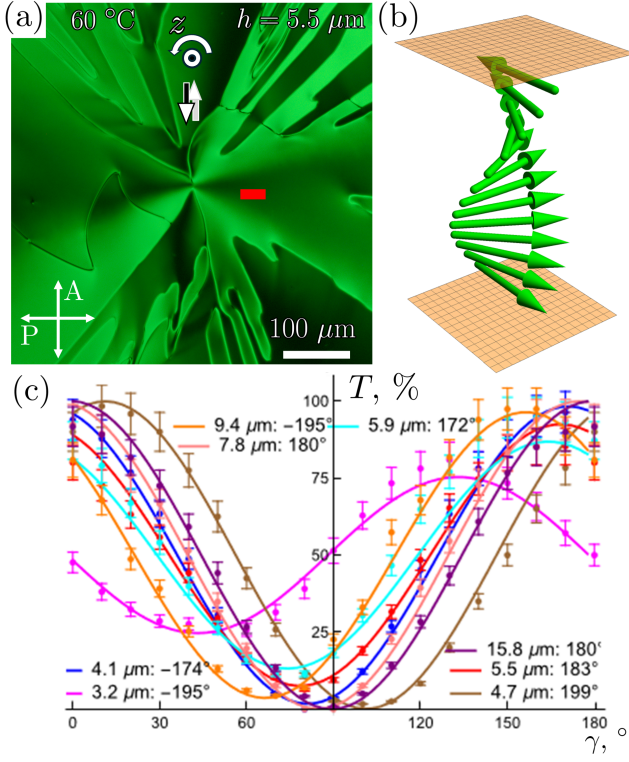 (a)
60 °C
z
h = 5.5 μm
A
P
100 μm
(b)
(c)
T, %
9.4 μm: −195°
5.9 μm: 172°
7.8 μm: 180°
100
75
50
25
4.1 μm: −174°
3.2 μm: −195°
15.8 μm: 180°
5.5 μm: 183°
4.7 μm: 199°
0 30 60 90 120 150 180
γ, °